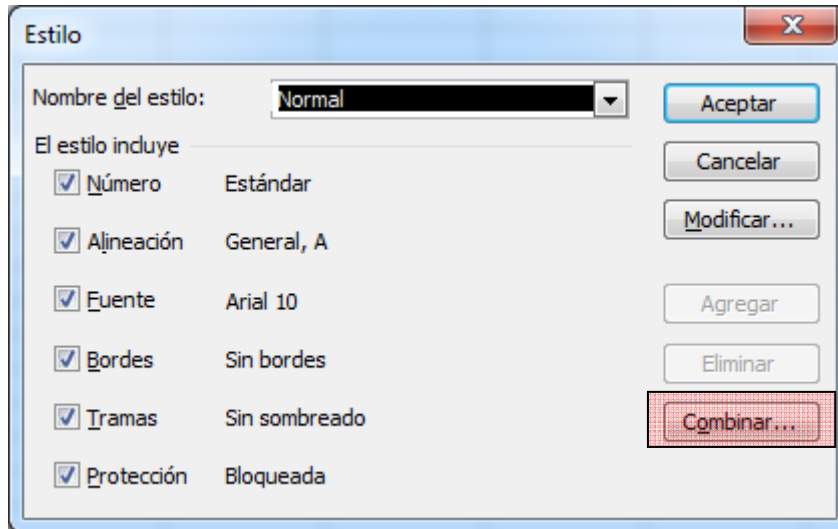 Estilo
Nombre del estilo: Normal
Aceptar
El estilo incluye
Cancelar
Número Estándar
Modificar...
Alineación General, A
Fuente Arial 10
Agregar
Bordes Sin bordes
Eliminar
Tramas Sin sombreado
Combinar...
Protección Bloqueada